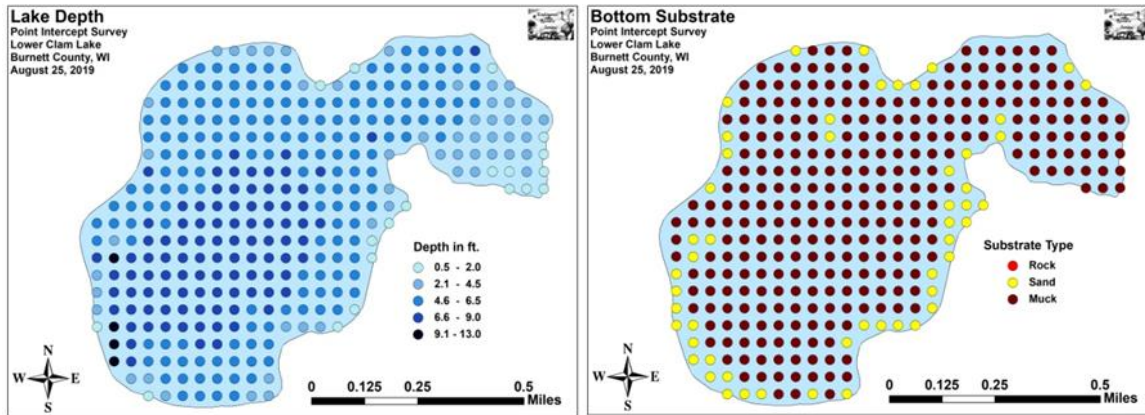 Lake Depth
Point Intercept Survey
Lower Clam Lake
Burnett County, WI
August 25, 2019
Depth in ft.
0.5 - 2.0
2.1 - 4.5
4.6 - 6.5
6.6 - 9.0
9.1 - 13.0
N
W E
S
0 0.125 0.25 0.5
Miles
Bottom Substrate
Point Intercept Survey
Lower Clam Lake
Burnett County, WI
August 25, 2019
Substrate Type
Rock
Sand
Muck
N
W E
S
0 0.125 0.25 0.5
Miles